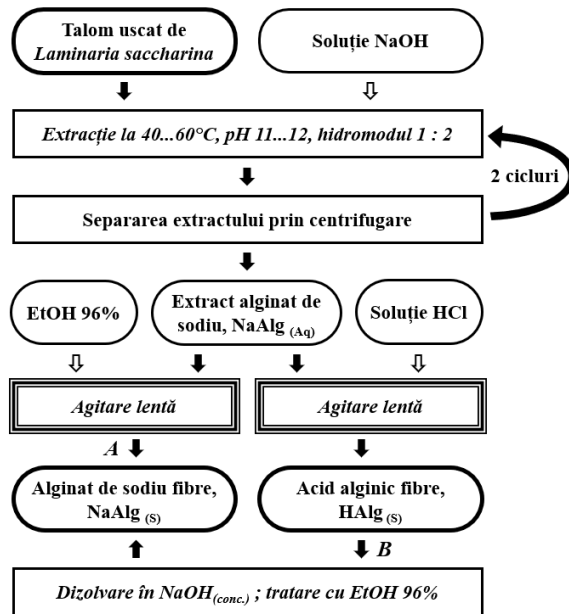 Talom uscat de
Laminaria saccharina
Soluție NaOH
Extracție la 40...60°C, pH 11...12, hidromodul 1 : 2
2 cicluri
Separarea extractului prin centrifugare
EtOH 96%
Extract alginat de
sodiu, NaAlg (Aq)
Soluție HCl
Agitare lentă
Agitare lentă
A
Alginat de sodiu fibre,
NaAlg (S)
Acid alginic fibre,
HAlg (S)
B
Dizolvare în NaOH(conc.) ; tratare cu EtOH 96%